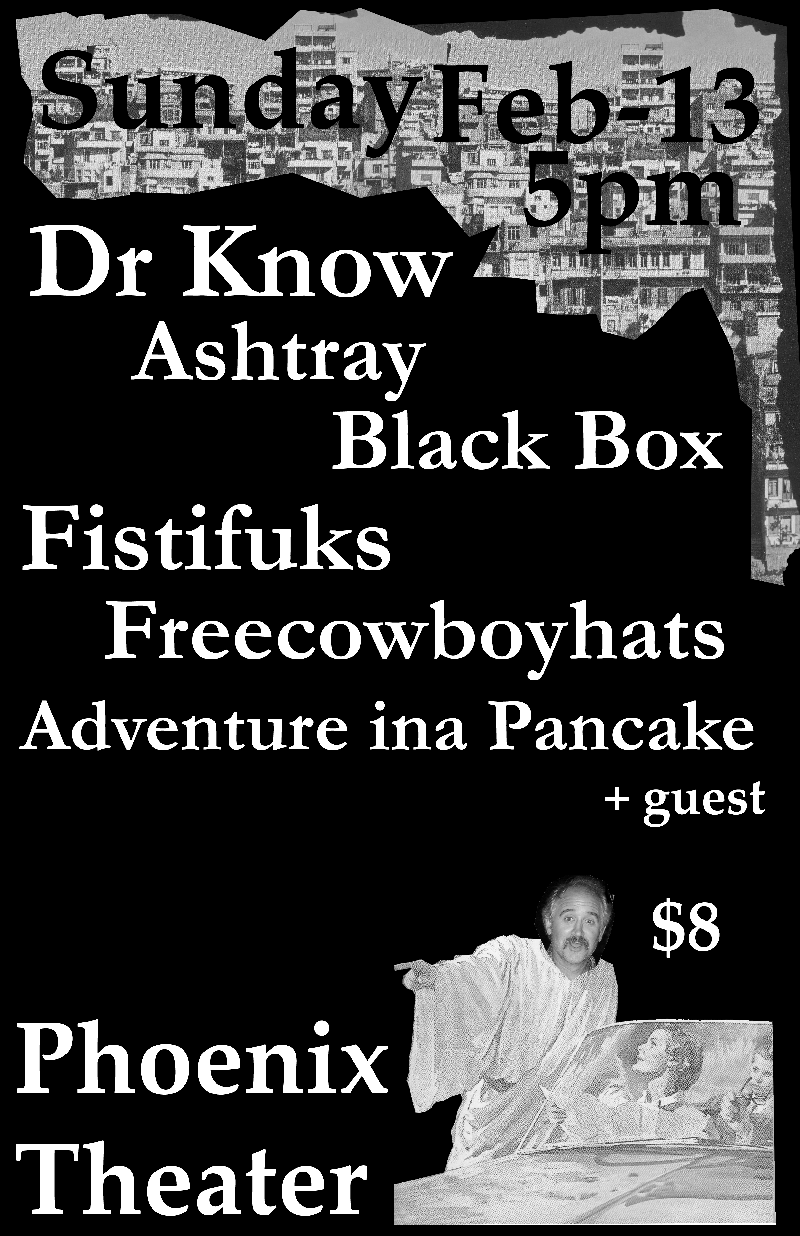 Sunday Feb-13
5pm
Dr Know
Ashtray
Black Box
Fistifuks
Freecowboyhats
Adventure ina Pancake
+ guest
$8
Phoenix
Theater